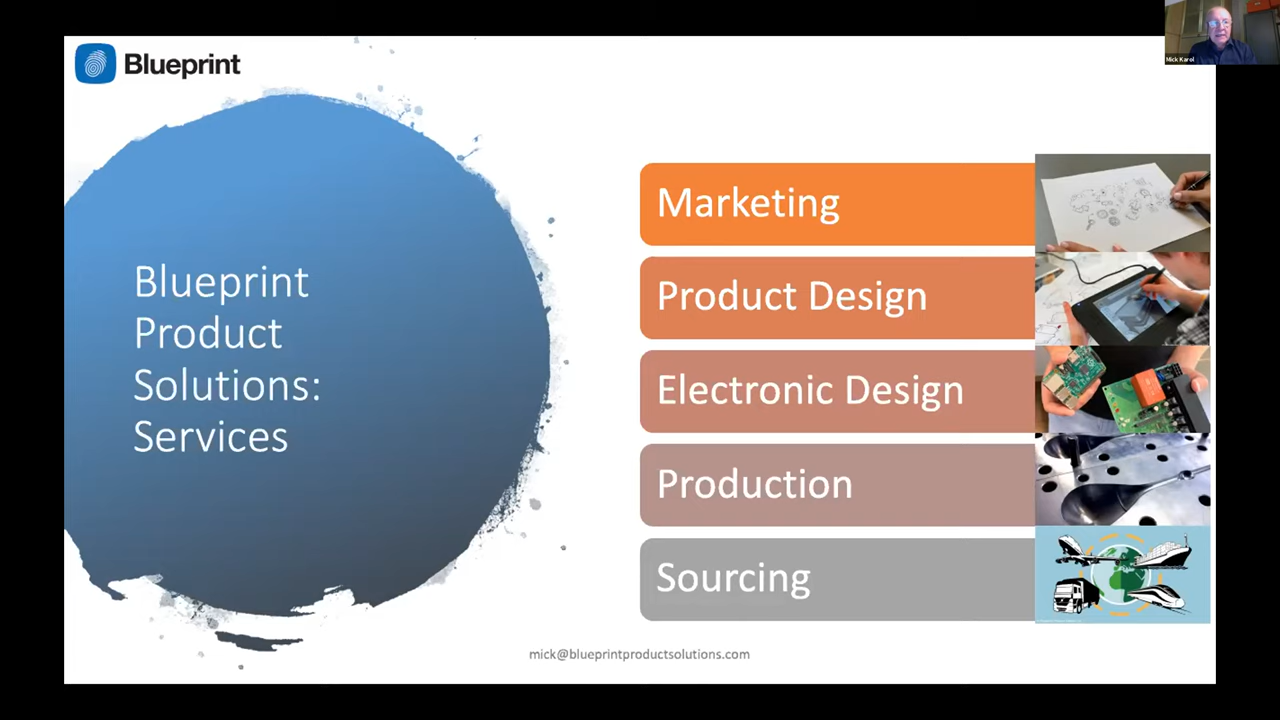 Blueprint
Mick Karol
Blueprint
Product
Solutions:
Services
Marketing
Product Design
Electronic Design
Production
Sourcing
mick@blueprintproductsolutions.com